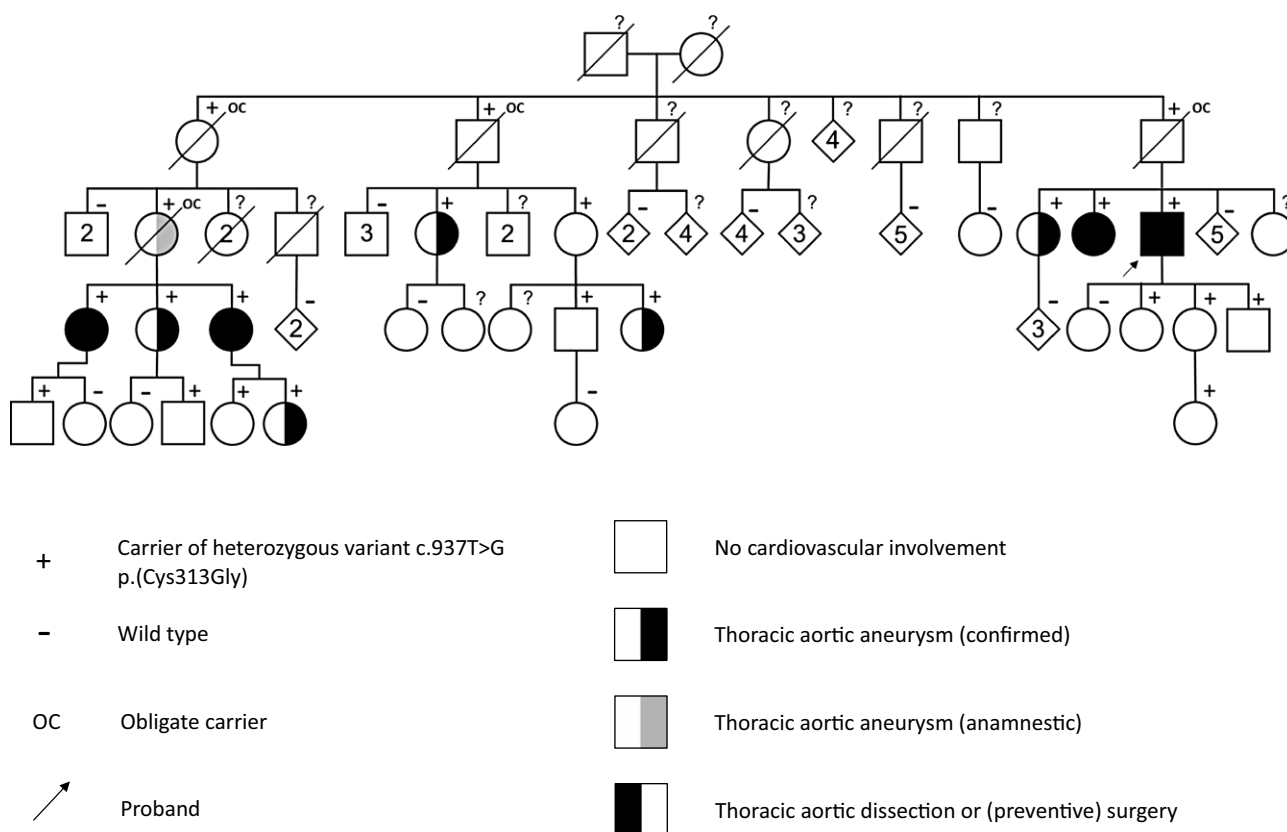 ? ?
+ OC + OC ? ? ? ? ? + OC
4
- + OC ? ? - + ? + - ? - ? - - + + + - ?
2 2 3 2 2 4 4 3 5 5
+ + + - - ? ? + + - - + + +
2 3
+ - - + + + - +
+ Carrier of heterozygous variant c.937T>G
p.(Cys313Gly)
No cardiovascular involvement
- Wild type
Thoracic aortic aneurysm (confirmed)
OC Obligate carrier
Thoracic aortic aneurysm (anamnestic)
Proband
Thoracic aortic dissection or (preventive) surgery